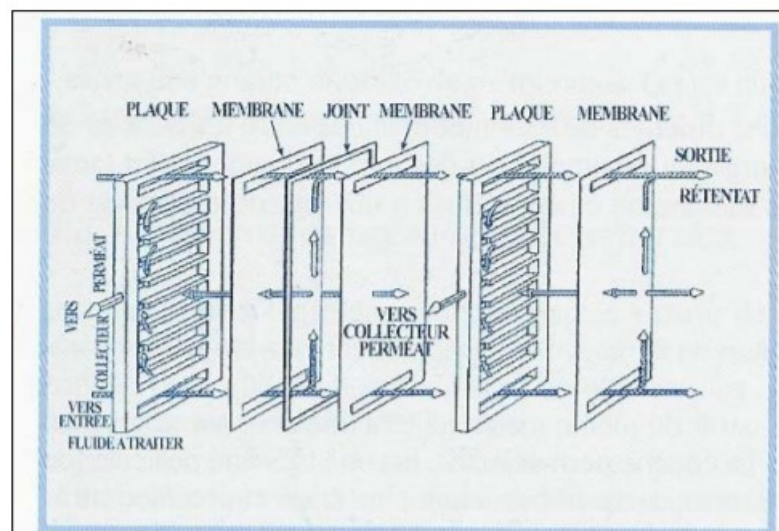 PLAQUE MEMBRANE JOINT MEMBRANE PLAQUE MEMBRANE
SORTIE
RÉTENTAT
VERS
COLLECTEUR PERMÉAT
VERS
COLLECTEUR
PERMÉAT
VERS
ENTRÉE
FLUIDE A TRAITER